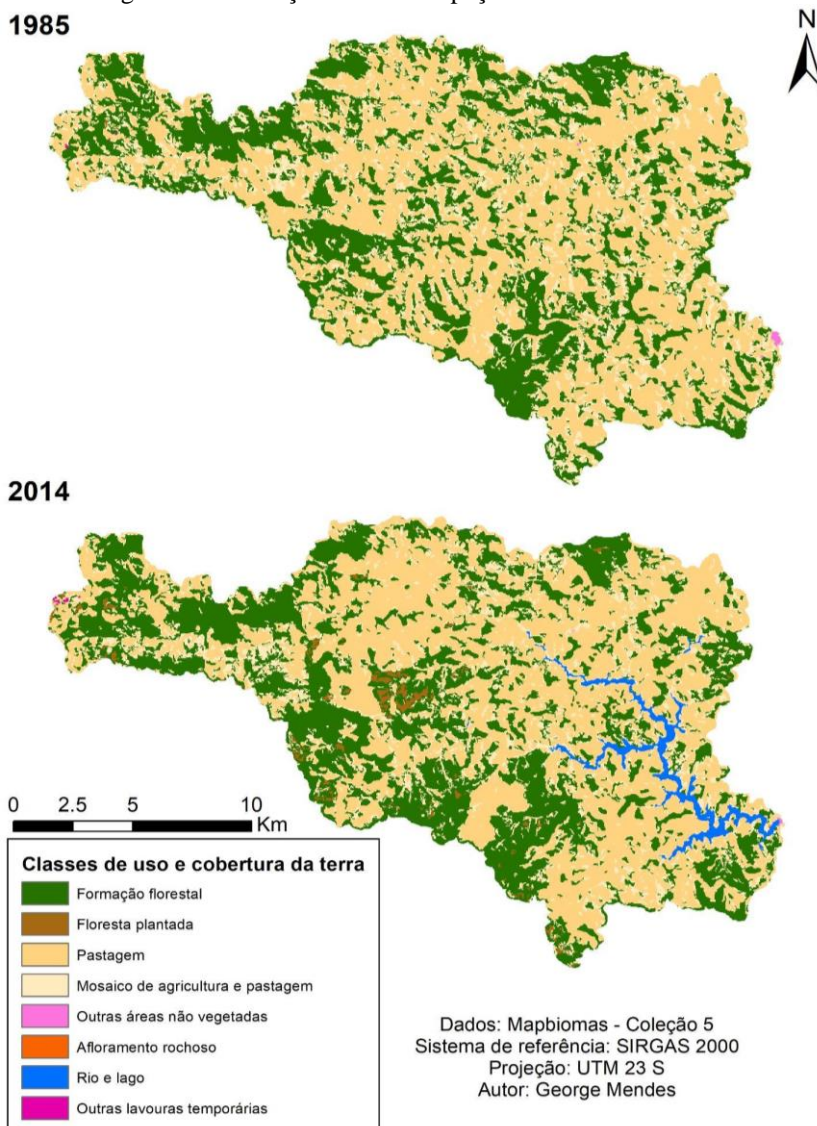 1985
N
2014
0 2.5 5 10
Km
Classes de uso e cobertura da terra
Formação florestal
Floresta plantada
Pastagem
Mosaico de agricultura e pastagem
Outras áreas não vegetadas
Afloramento rochoso
Rio e lago
Outras lavouras temporárias
Dados: Mapbiomas - Coleção 5
Sistema de referência: SIRGAS 2000
Projeção: UTM 23 S
Autor: George Mendes